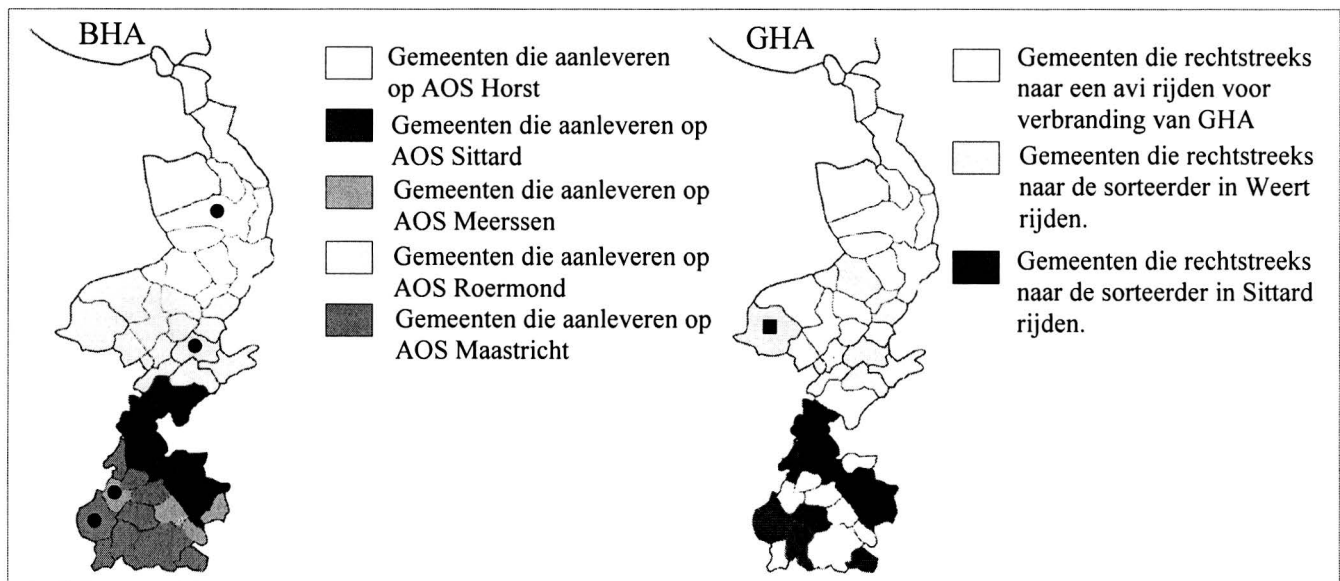 BHA
Gemeenten die aanleveren
op AOS Horst
Gemeenten die aanleveren op
AOS Sittard
Gemeenten die aanleveren op
AOS Meerssen
Gemeenten die aanleveren op
AOS Roermond
Gemeenten die aanleveren op
AOS Maastricht
GHA
Gemeenten die rechtstreeks
naar een avi rijden voor
verbranding van GHA
Gemeenten die rechtstreeks
naar de sorteerder in Weert
rijden.
Gemeenten die rechtstreeks
naar de sorteerder in Sittard
rijden.